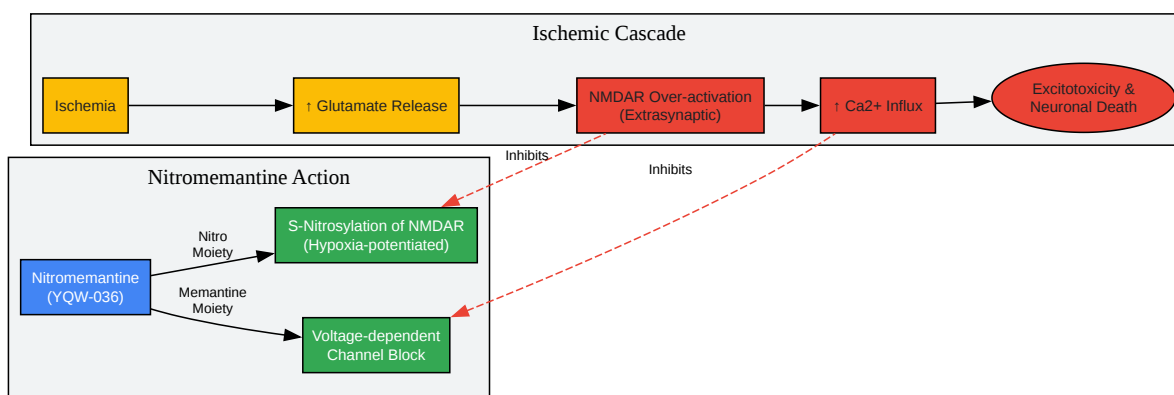 Ischemic Cascade
Ischemia
↑ Glutamate Release
NMDAR Over-activation
(Extrasynaptic)
↑ Ca2+ Influx
Excitotoxicity &
Neuronal Death
Inhibits
Inhibits
Nitromemantine Action
Nitromemantine
(YQW-036)
Nitro
Moiety
S-Nitrosylation of NMDAR
(Hypoxia-potentiated)
Memantine
Moiety
Voltage-dependent
Channel Block